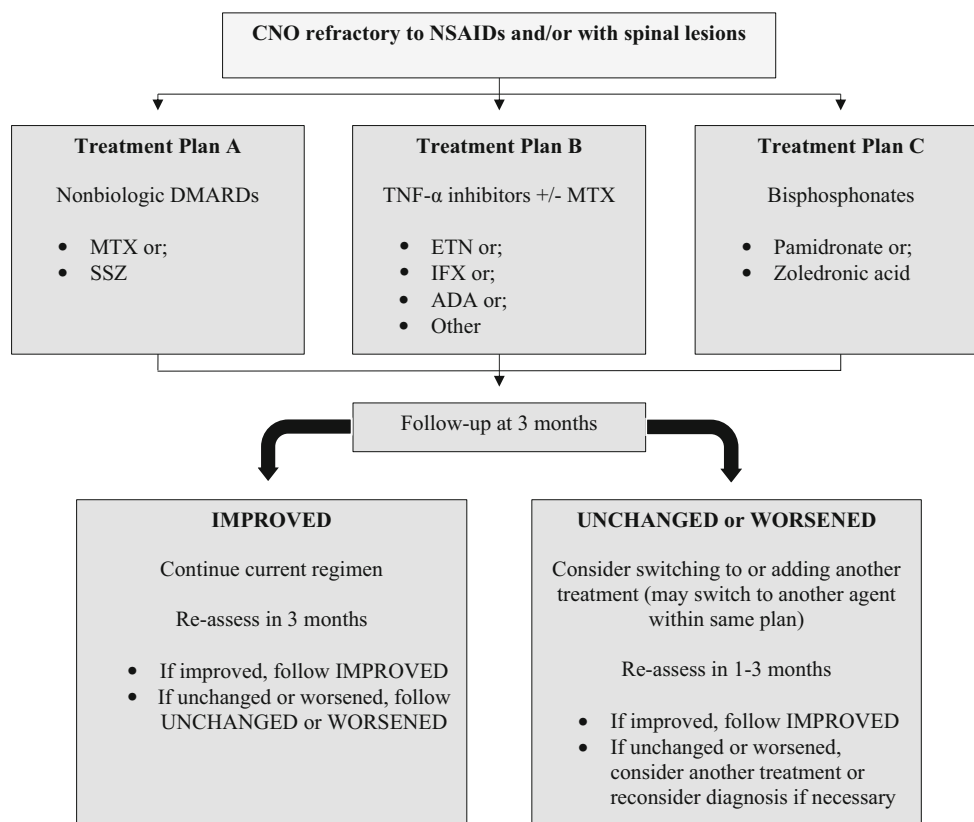 CNO refractory to NSAIDs and/or with spinal lesions
Treatment Plan A
Nonbiologic DMARDs
• MTX or;
• SSZ
Treatment Plan B
TNF-α inhibitors +/- MTX
• ETN or;
• IFX or;
• ADA or;
• Other
Treatment Plan C
Bisphosphonates
• Pamidronate or;
• Zoledronic acid
Follow-up at 3 months
IMPROVED
Continue current regimen
Re-assess in 3 months
• If improved, follow IMPROVED
• If unchanged or worsened, follow
UNCHANGED or WORSENED
UNCHANGED or WORSENED
Consider switching to or adding another
treatment (may switch to another agent
within same plan)
Re-assess in 1-3 months
• If improved, follow IMPROVED
• If unchanged or worsened,
consider another treatment or
reconsider diagnosis if necessary